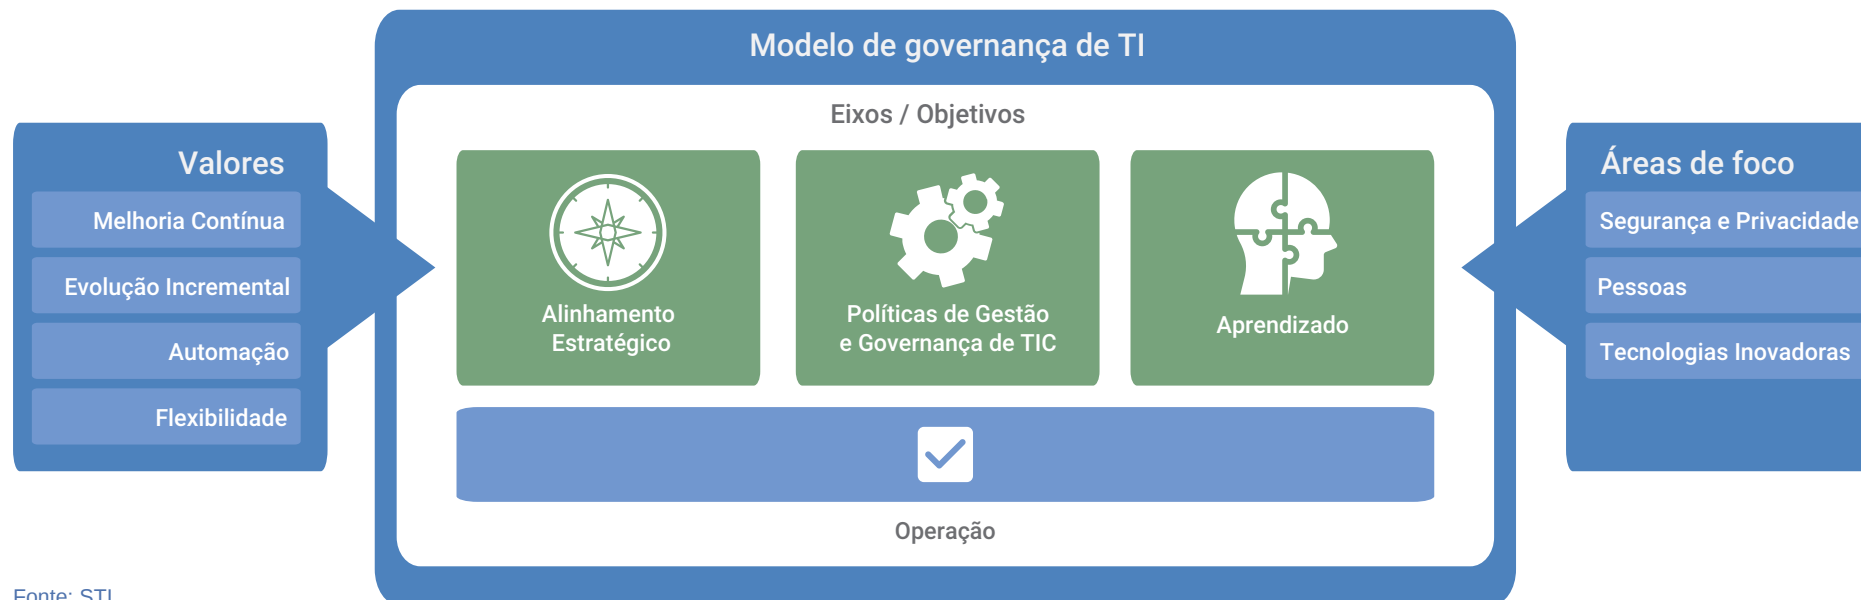 Modelo de governança de TI
Eixos / Objetivos
Valores
Melhoria Contínua
Evolução Incremental
Automação
Flexibilidade
Alinhamento
Estratégico
Políticas de Gestão
e Governança de TIC
Aprendizado
Operação
Áreas de foco
Segurança e Privacidade
Pessoas
Tecnologias Inovadoras
Fonte: STI